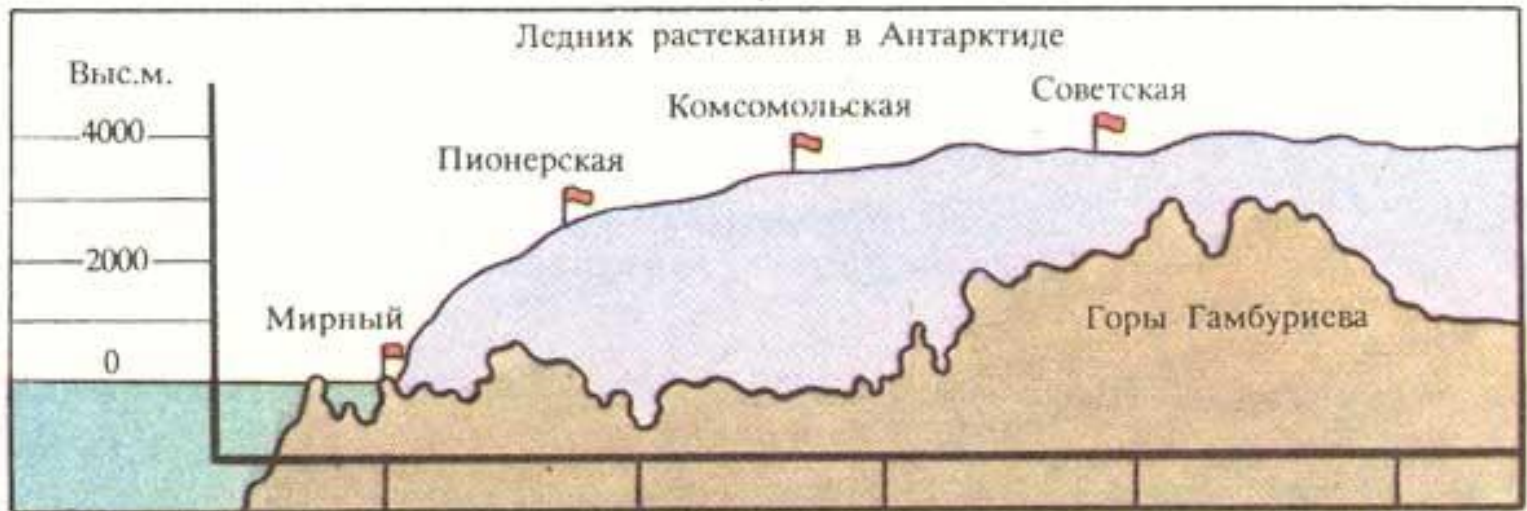 Ледник растекания в Антарктиде
Выс.м.
Советская
Комсомольская
4000
Пионерская
2000
Мирный
Горы Гамбуриева
0